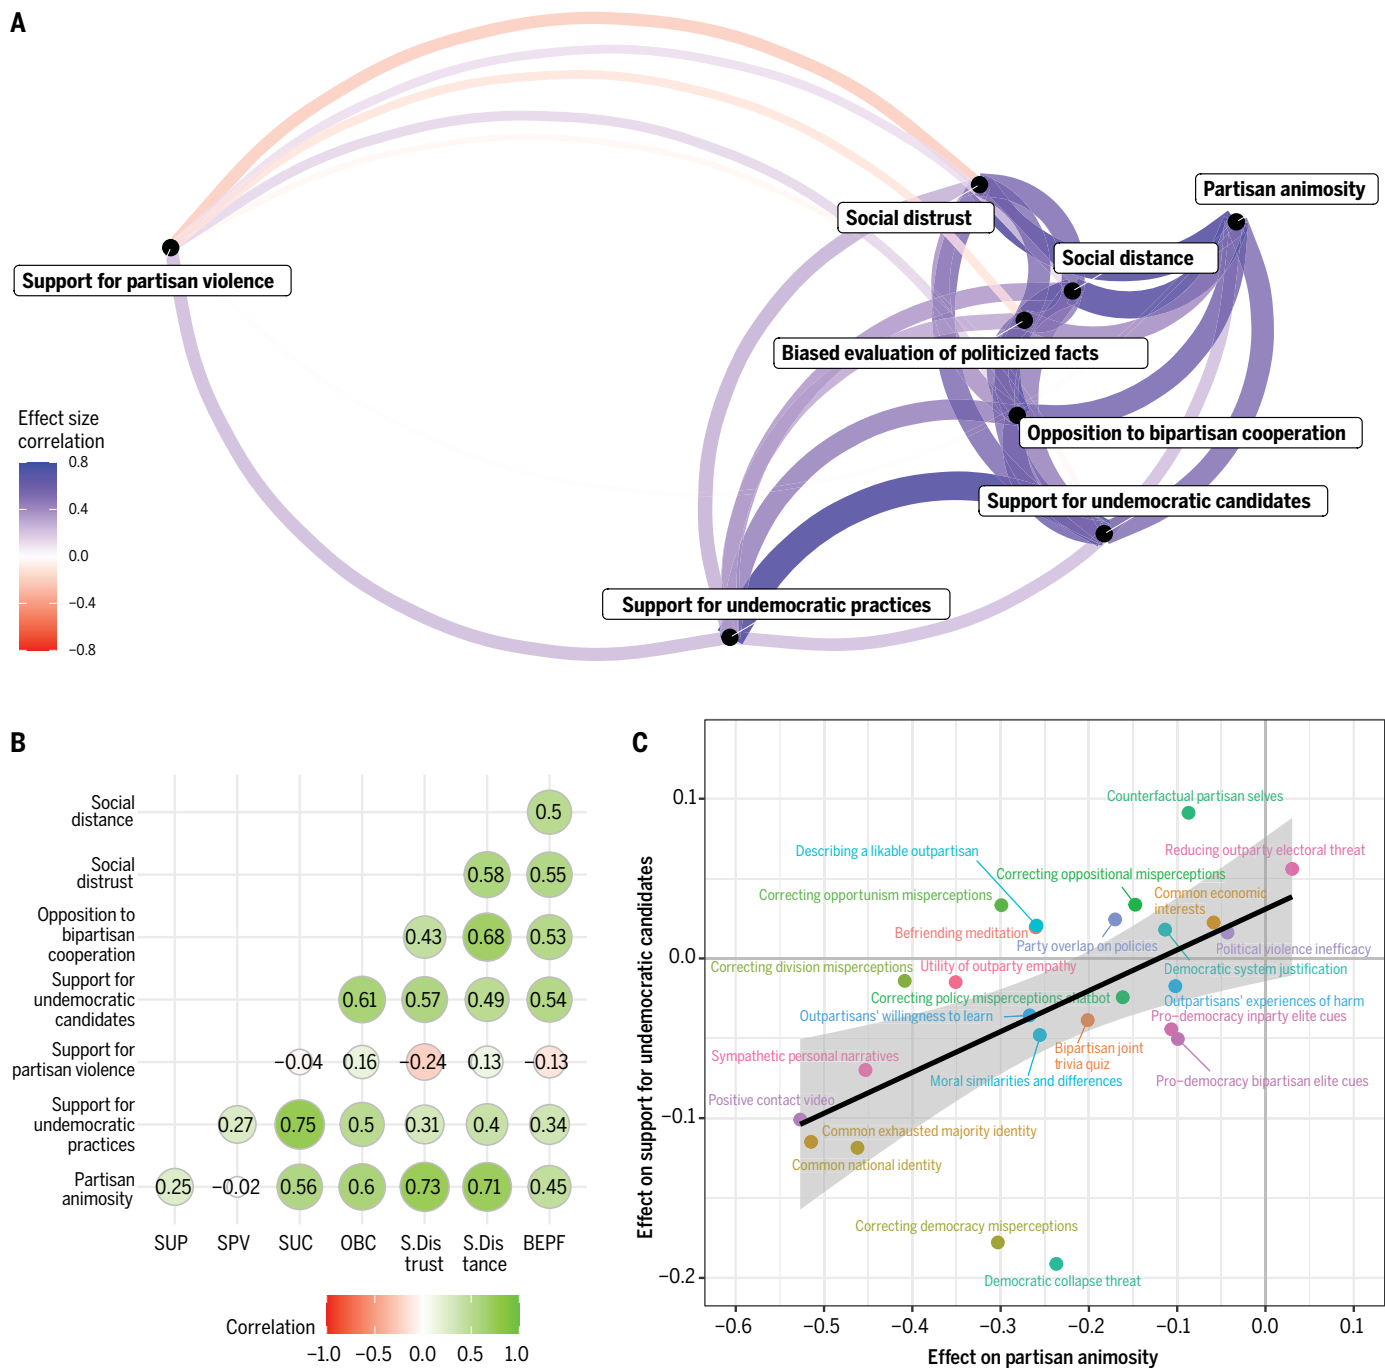 A
Partisan animosity
Social distrust
Social distance
Support for partisan violence
Biased evaluation of politicized facts
Opposition to bipartisan cooperation
Support for undemocratic candidates
Support for undemocratic practices
Effect size
correlation
0.8
0.4
0.0
−0.4
−0.8
B
Social
distance
0.5
Social
distrust
0.58 0.55
Opposition to
bipartisan
cooperation
0.43 0.68 0.53
Support for
undemocratic
candidates
0.61 0.57 0.49 0.54
Support for
partisan violence
−0.04 0.16 −0.24 0.13 −0.13
Support for
undemocratic
practices
0.27 0.75 0.5 0.31 0.4 0.34
Partisan
animosity
0.25 −0.02 0.56 0.6 0.73 0.71 0.45
SUP SPV SUC OBC S.Dis S.Dis BEPF
trust tance
Correlation
−1.0 −0.5 0.0 0.5 1.0
C
Effect on support for undemocratic candidates
0.1
0.0
−0.1
−0.2
Counterfactual partisan selves
Describing a likable outpartisan
Reducing outparty electoral threat
Correcting oppositional misperceptions
Correcting opportunism misperceptions
Common economic
interests
Befriending meditation
Party overlap on policies
Political violence inefficacy
Correcting division misperceptions
Utility of outparty empathy
Democratic system justification
Correcting policy misperceptions chatbot
Outpartisans' experiences of harm
Outpartisans' willingness to learn
Pro−democracy inparty elite cues
Sympathetic personal narratives
Bipartisan joint
trivia quiz
Moral similarities and differences
Pro−democracy bipartisan elite cues
Positive contact video
Common exhausted majority identity
Common national identity
Correcting democracy misperceptions
Democratic collapse threat
−0.6 −0.5 −0.4 −0.3 −0.2 −0.1 0.0 0.1
Effect on partisan animosity